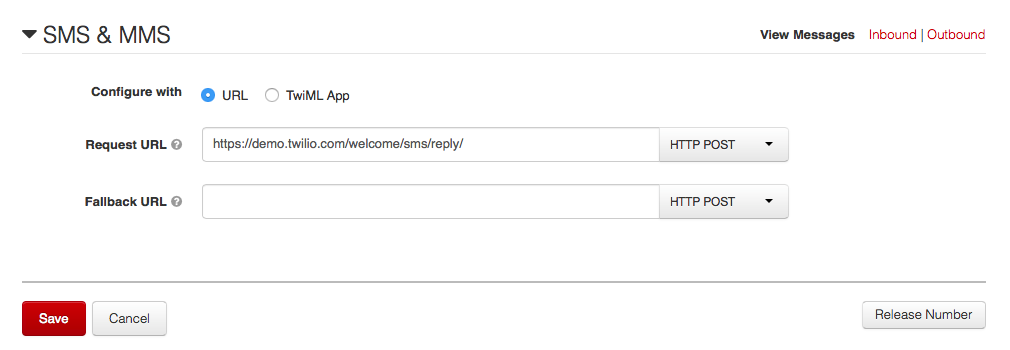 SMS & MMS View Messages Inbound | Outbound
Configure with URL TwiML App
Request URL ? https://demo.twilio.com/welcome/sms/reply/ HTTP POST
Fallback URL ? HTTP POST
Save Cancel Release Number